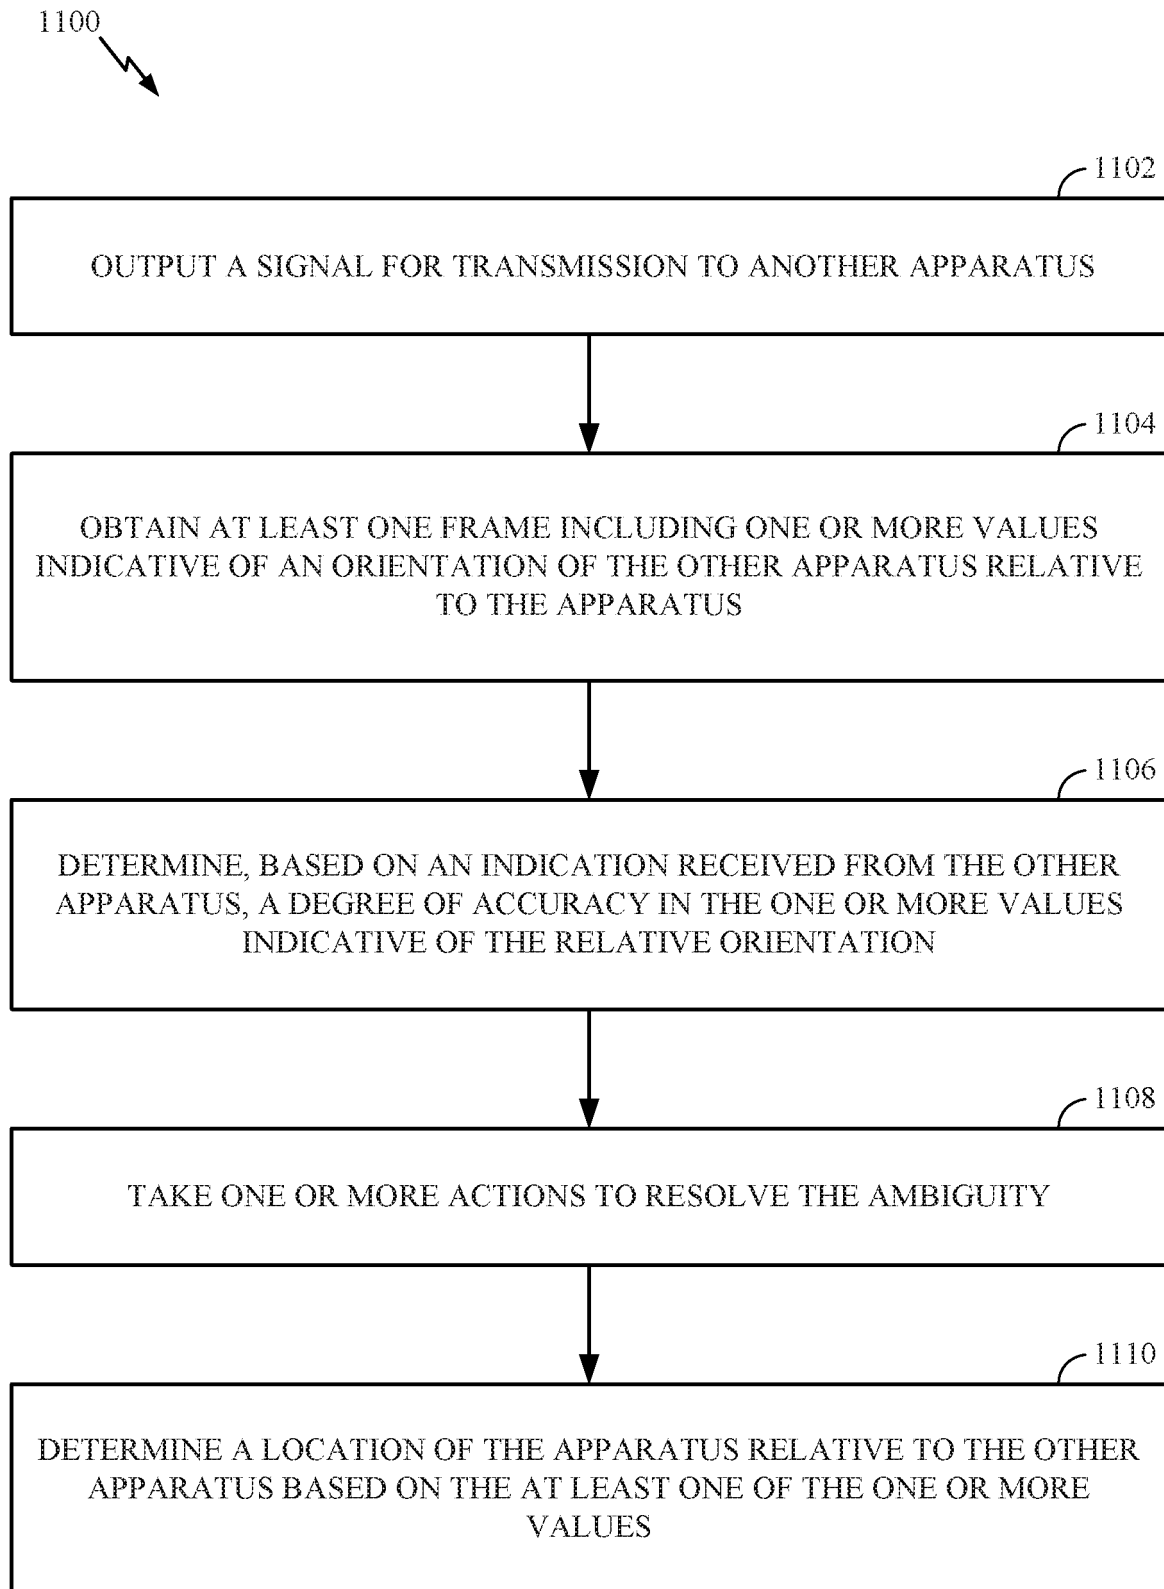 1100
1102
OUTPUT A SIGNAL FOR TRANSMISSION TO ANOTHER APPARATUS
1104
OBTAIN AT LEAST ONE FRAME INCLUDING ONE OR MORE VALUES
INDICATIVE OF AN ORIENTATION OF THE OTHER APPARATUS RELATIVE
TO THE APPARATUS
1106
DETERMINE, BASED ON AN INDICATION RECEIVED FROM THE OTHER
APPARATUS, A DEGREE OF ACCURACY IN THE ONE OR MORE VALUES
INDICATIVE OF THE RELATIVE ORIENTATION
1108
TAKE ONE OR MORE ACTIONS TO RESOLVE THE AMBIGUITY
1110
DETERMINE A LOCATION OF THE APPARATUS RELATIVE TO THE OTHER
APPARATUS BASED ON THE AT LEAST ONE OF THE ONE OR MORE
VALUES